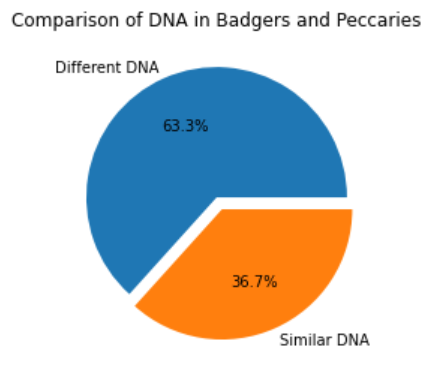 Comparison of DNA in Badgers and Peccaries
Different DNA
63.3%
36.7%
Similar DNA